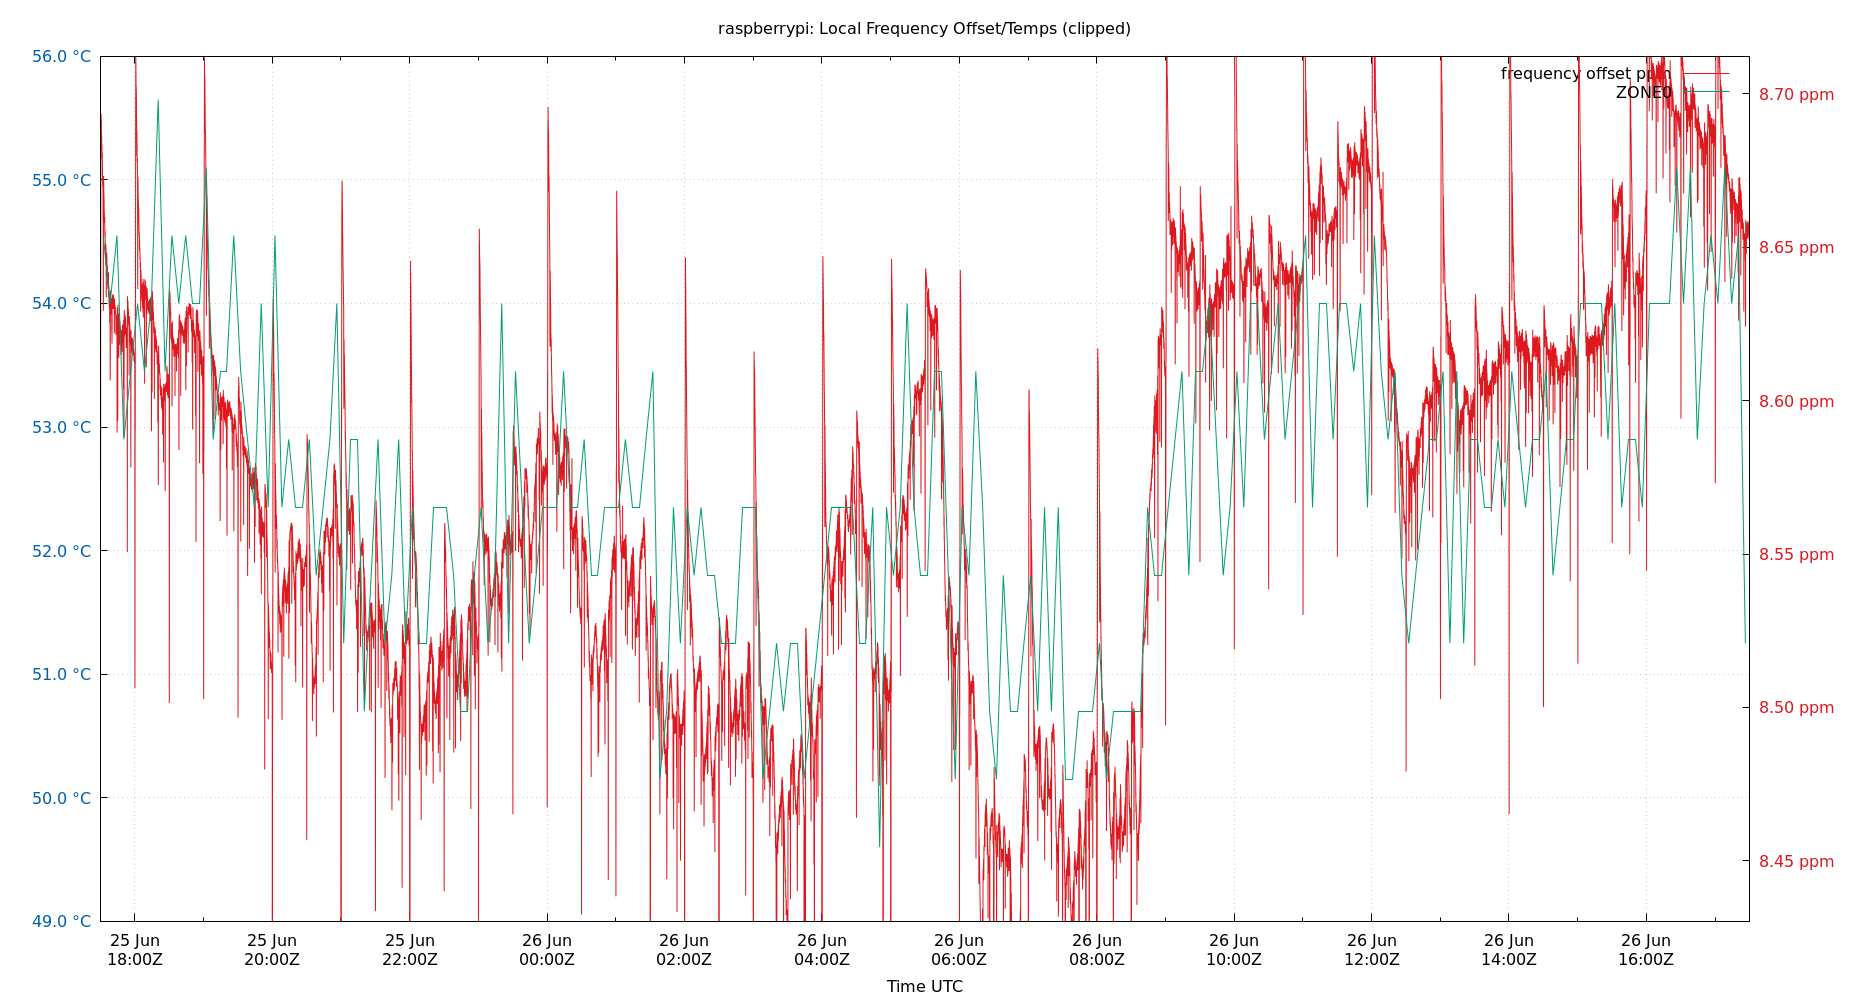 raspberrypi: Local Frequency Offset/Temps (clipped)
56.0 °C
55.0 °C
54.0 °C
53.0 °C
52.0 °C
51.0 °C
50.0 °C
49.0 °C
frequency offset ppm
ZONE0
8.70 ppm
8.65 ppm
8.60 ppm
8.55 ppm
8.50 ppm
8.45 ppm
25 Jun 25 Jun 25 Jun 26 Jun 26 Jun 26 Jun 26 Jun 26 Jun 26 Jun 26 Jun 26 Jun 26 Jun
18:00Z 20:00Z 22:00Z 00:00Z 02:00Z 04:00Z 06:00Z 08:00Z 10:00Z 12:00Z 14:00Z 16:00Z
Time UTC